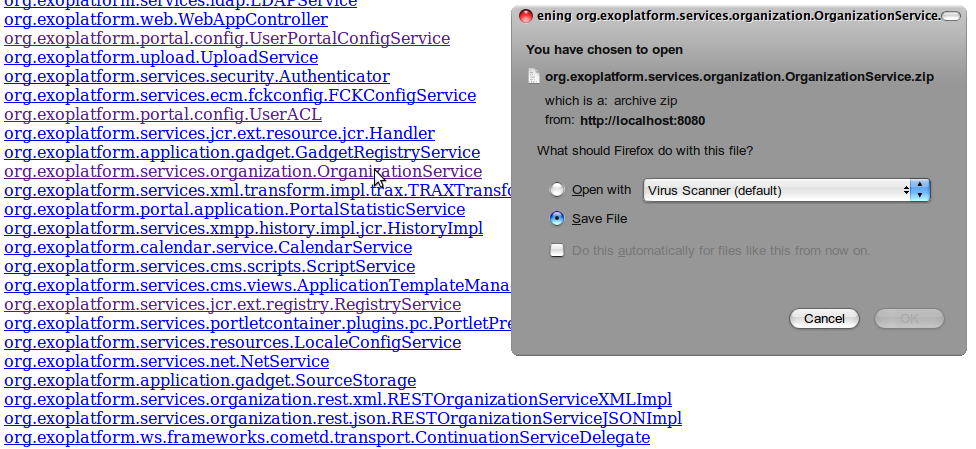 org.exoplatform.services.ldap.LDAPService
org.exoplatform.web.WebAppController
org.exoplatform.portal.config.UserPortalConfigService
org.exoplatform.upload.UploadService
org.exoplatform.services.security.Authenticator
org.exoplatform.services.ecm.fckconfig.FCKConfigService
org.exoplatform.portal.config.UserACL
org.exoplatform.services.jcr.ext.resource.jcr.Handler
org.exoplatform.application.gadget.GadgetRegistryService
org.exoplatform.services.organization.OrganizationService
org.exoplatform.services.xml.transform.impl.trax.TRAXTransfo
org.exoplatform.portal.application.PortalStatisticService
org.exoplatform.services.xmpp.history.impl.jcr.HistoryImpl
org.exoplatform.calendar.service.CalendarService
org.exoplatform.services.cms.scripts.ScriptService
org.exoplatform.services.cms.views.ApplicationTemplateMana
org.exoplatform.services.jcr.ext.registry.RegistryService
org.exoplatform.services.portletcontainer.plugins.pc.PortletPre
org.exoplatform.services.resources.LocaleConfigService
org.exoplatform.services.net.NetService
org.exoplatform.application.gadget.SourceStorage
org.exoplatform.services.organization.rest.xml.RESTOrganizationServiceXMLImpl
org.exoplatform.services.organization.rest.json.RESTOrganizationServiceJSONImpl
org.exoplatform.ws.frameworks.cometd.transport.ContinuationServiceDelegate
ening org.exoplatform.services.organization.OrganizationService.
You have chosen to open
org.exoplatform.services.organization.OrganizationService.zip
which is a: archive zip
from: http://localhost:8080
What should Firefox do with this file?
Open with Virus Scanner (default)
Save File
Do this automatically for files like this from now on.
Cancel OK